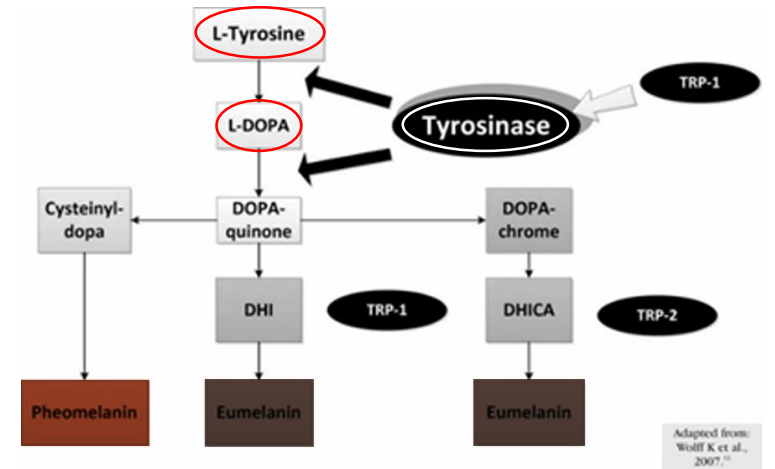 L-Tyrosine
TRP-1
L-DOPA
Tyrosinase
Cysteinyl-
dopa
DOPA-
quinone
DOPA-
chrome
DHI
TRP-1
DHICA
TRP-2
Pheomelanin
Eumelanin
Eumelanin
Adapted from:
Wolff K et al.,
2007.